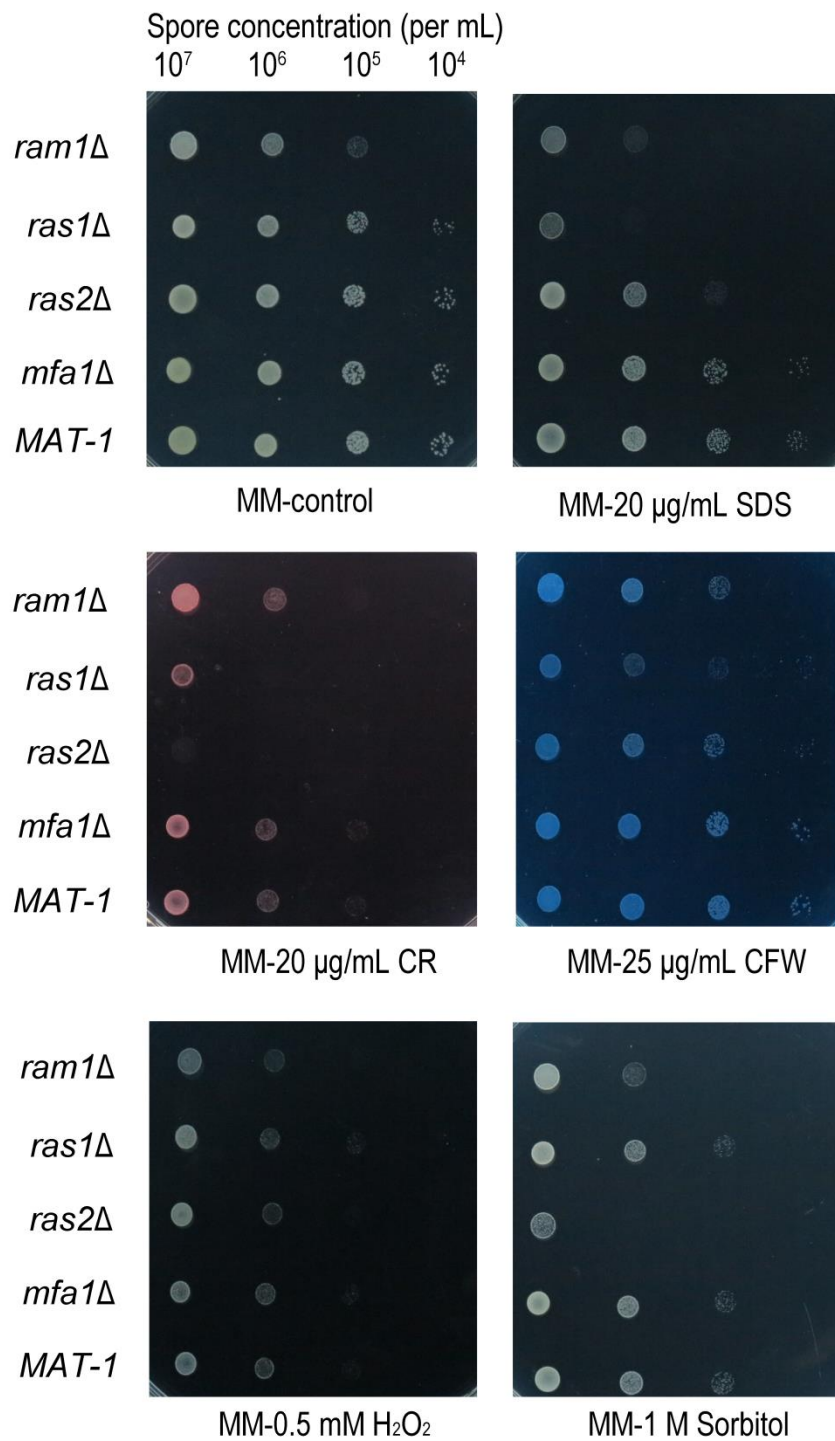 Spore concentration (per mL)
10⁷ 10⁶ 10⁵ 10⁴
ram1Δ
ras1Δ
ras2Δ
mfa1Δ
MAT-1
MM-control
MM-20 µg/mL SDS
ram1Δ
ras1Δ
ras2Δ
mfa1Δ
MAT-1
MM-20 µg/mL CR
MM-25 µg/mL CFW
ram1Δ
ras1Δ
ras2Δ
mfa1Δ
MAT-1
MM-0.5 mM H₂O₂
MM-1 M Sorbitol